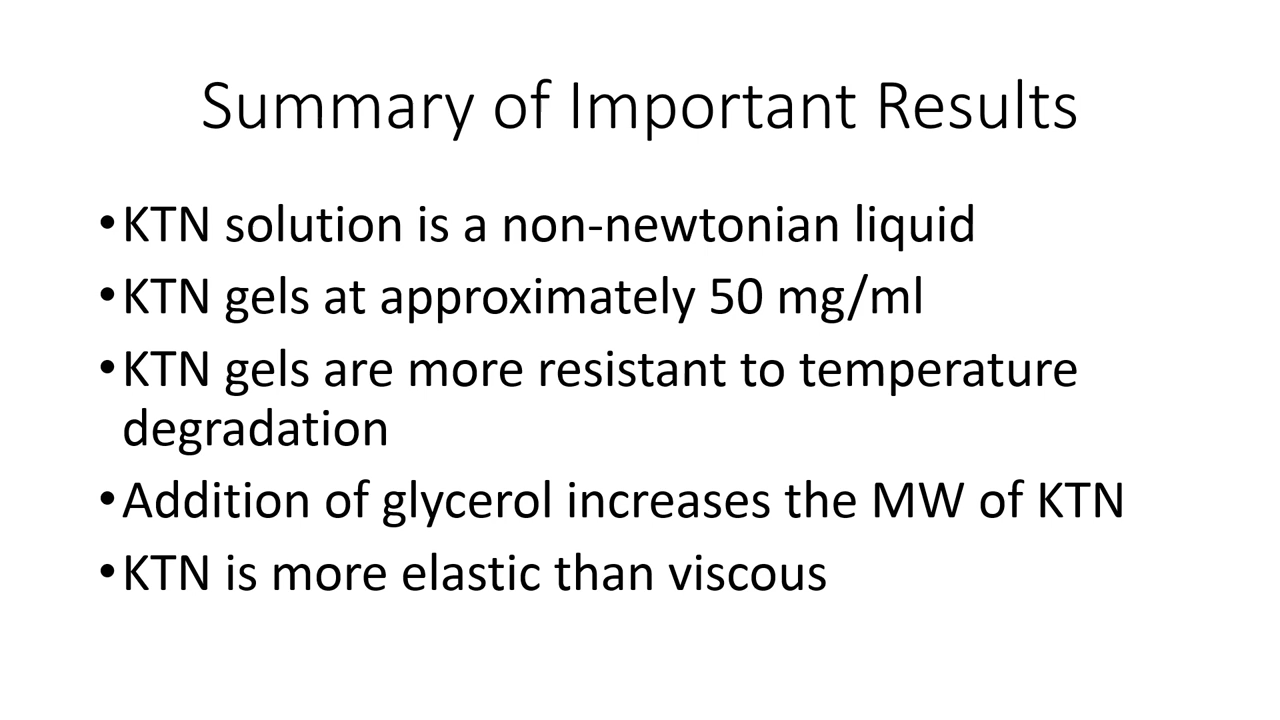 Summary of Important Results
•KTN solution is a non-newtonian liquid
•KTN gels at approximately 50 mg/ml
•KTN gels are more resistant to temperature
degradation
•Addition of glycerol increases the MW of KTN
•KTN is more elastic than viscous